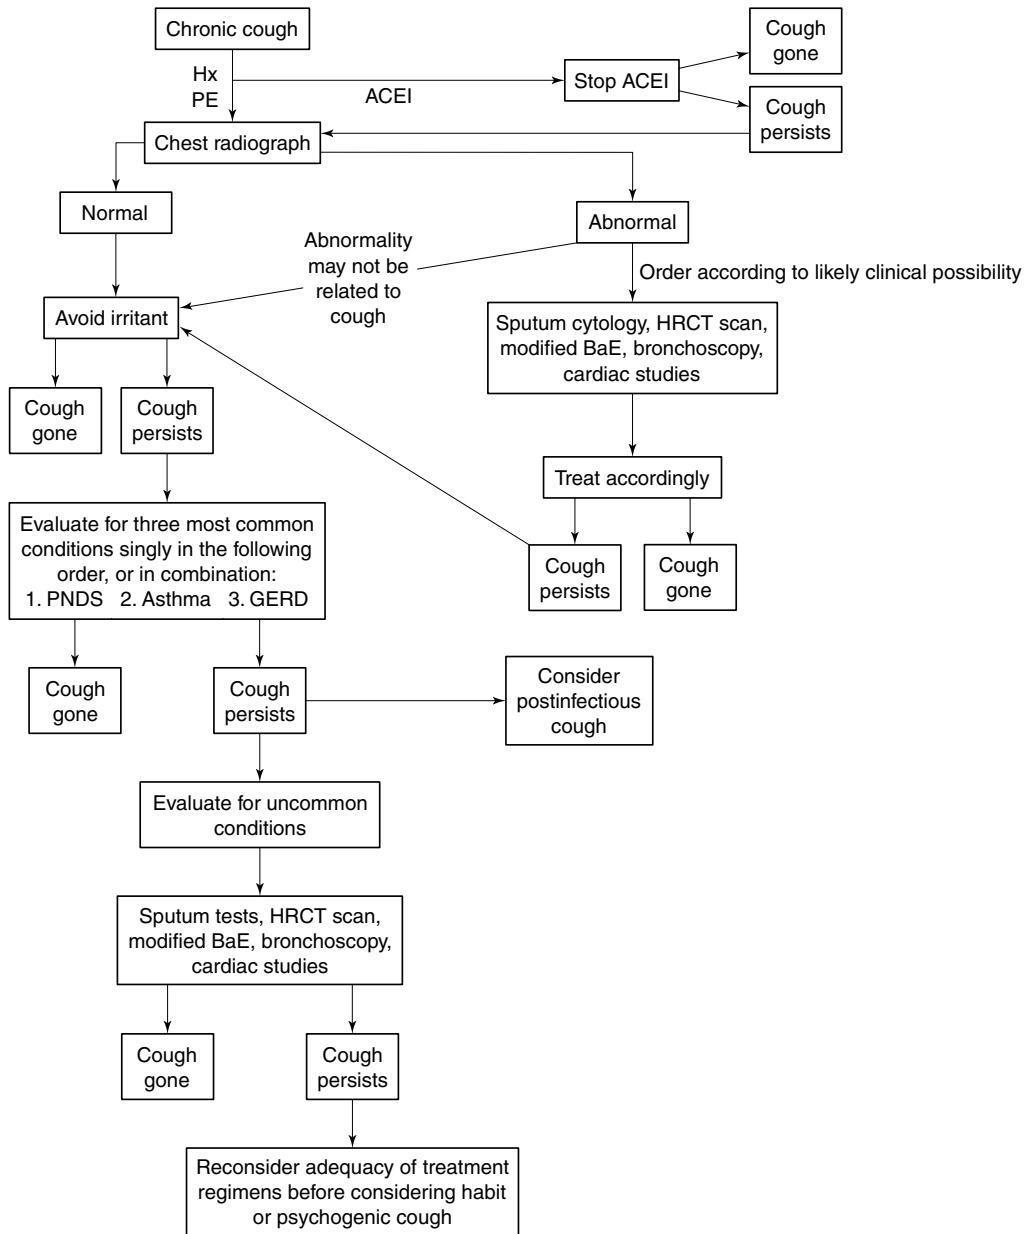 Chronic cough
Cough
gone
Hx
PE
ACEI
Stop ACEI
Cough
persists
Chest radiograph
Normal
Abnormal
Abnormality
may not be
related to
cough
Order according to likely clinical possibility
Avoid irritant
Sputum cytology, HRCT scan,
modified BaE, bronchoscopy,
cardiac studies
Cough
gone
Cough
persists
Treat accordingly
Evaluate for three most common
conditions singly in the following
order, or in combination:
1. PNDS 2. Asthma 3. GERD
Cough
persists
Cough
gone
Cough
gone
Cough
persists
Consider
postinfectious
cough
Evaluate for uncommon
conditions
Sputum tests, HRCT scan,
modified BaE, bronchoscopy,
cardiac studies
Cough
gone
Cough
persists
Reconsider adequacy of treatment
regimens before considering habit
or psychogenic cough